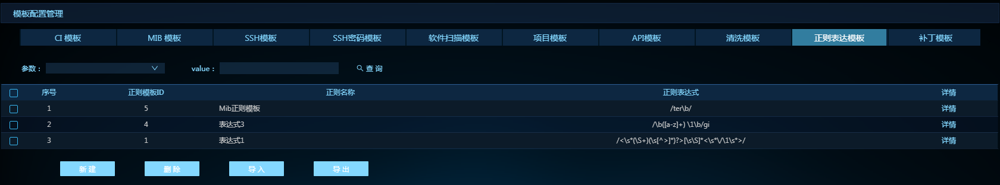 模板配置管理
CI 模板 MIB 模板 SSH模板 SSH密码模板 软件扫描模板 项目模板 API模板 清洗模板 正则表达模板 补丁模板
参数： value： 查 询
序号 正则模板ID 正则名称 正则表达式 详情
1 5 Mib正则模板 /ter\b/ 详情
2 4 表达式3 /\b([a-z]+) \1\b/gi 详情
3 1 表达式1 /<\s*(\S+)(\s[^>]*)?>[\s\S]*<\s*\/\1\s*>/ 详情
新 建 删 除 导 入 导 出